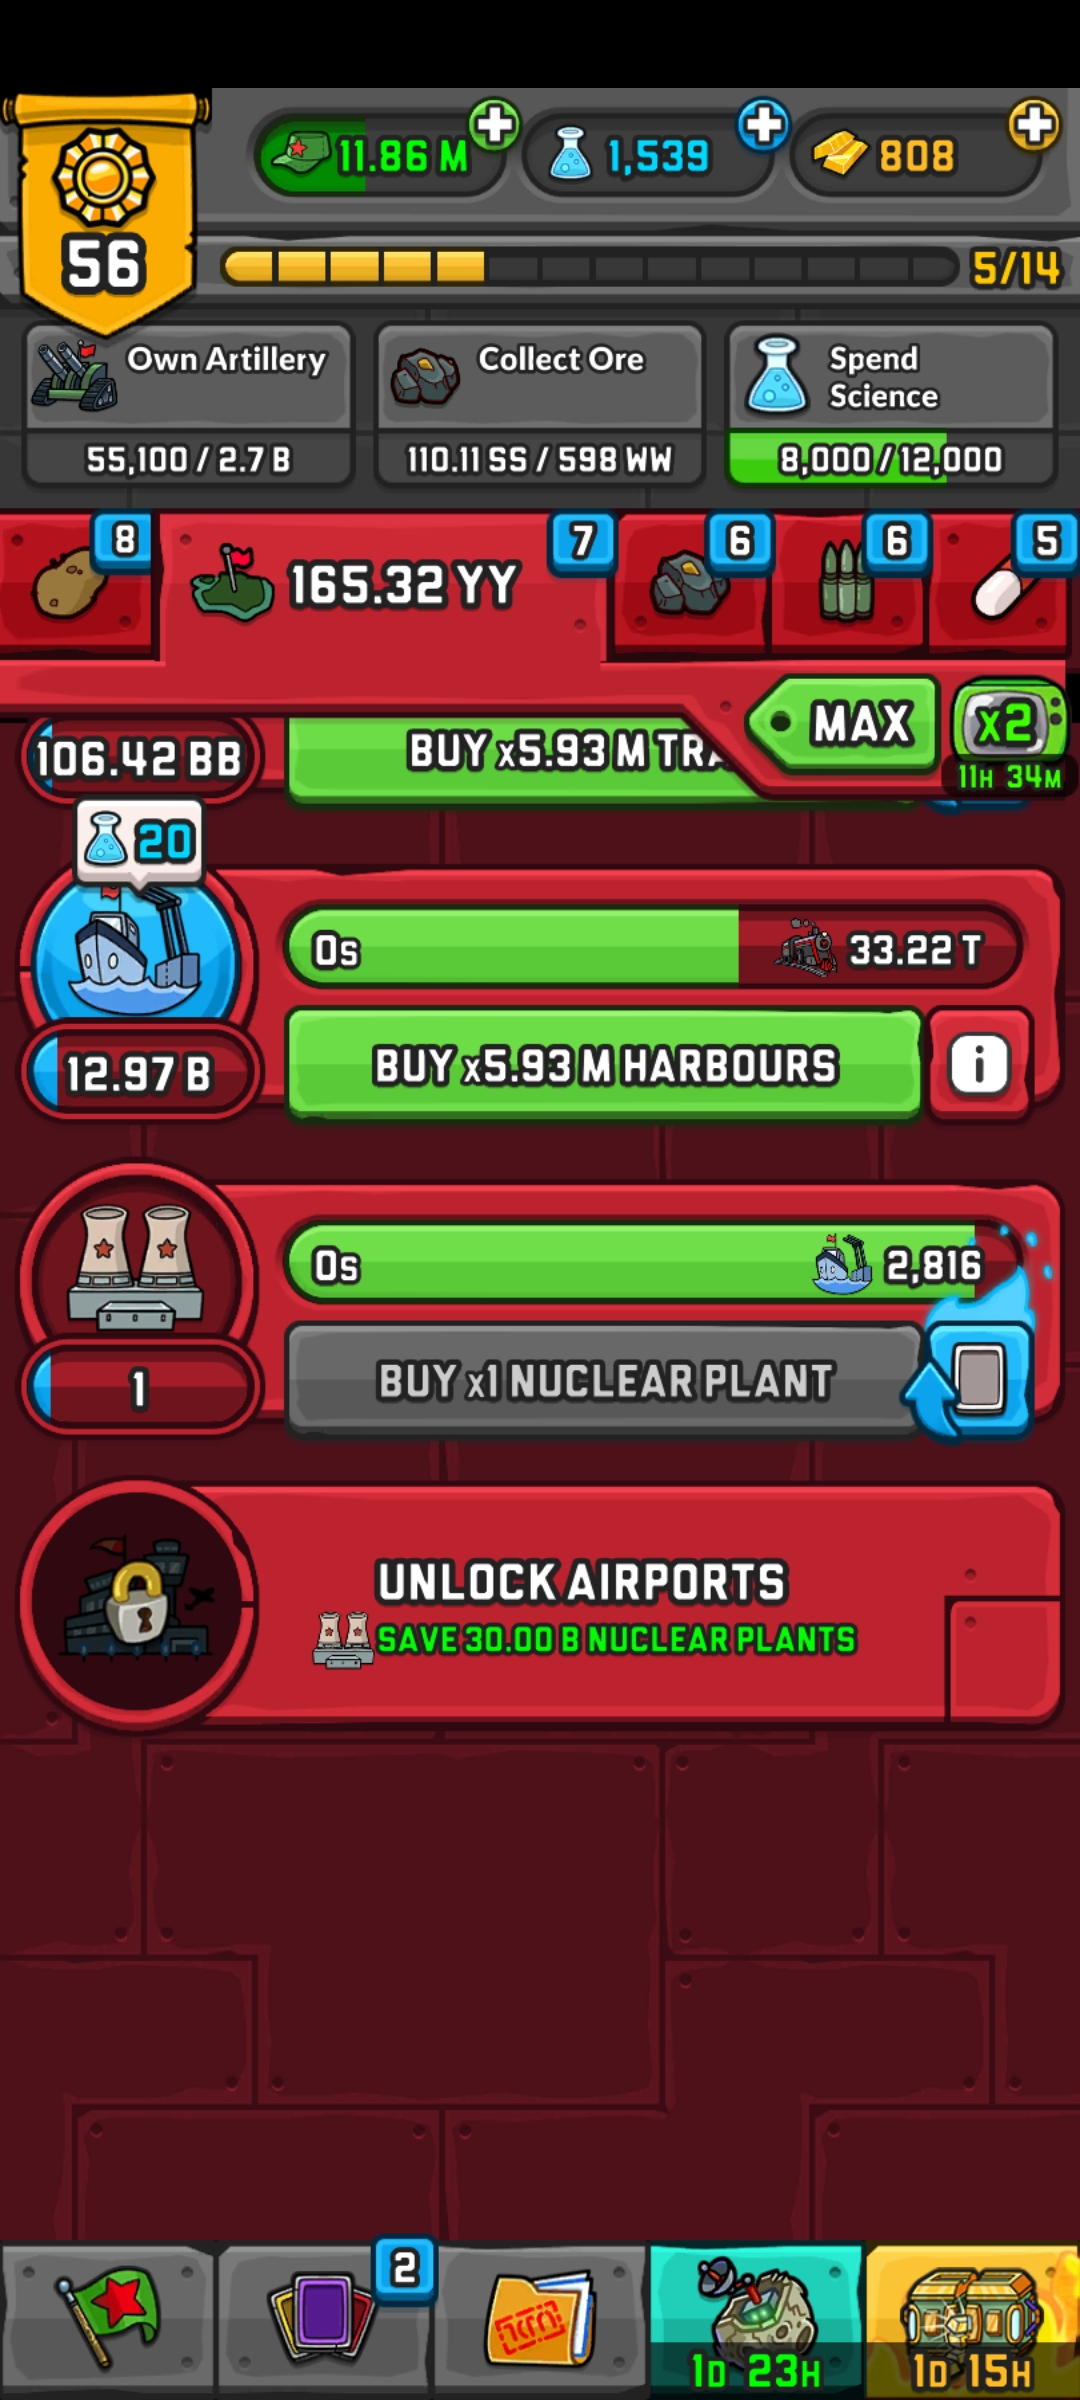 11.86 M
1,539
808
56
5/14
Own Artillery
55,100 / 2.7 B
Collect Ore
110.11 SS / 598 WW
Spend
Science
8,000 / 12,000
8
165.32 YY
7
6
6
5
MAX
x2
11H 34M
106.42 BB
BUY x5.93 M TRA
20
0s
33.22 T
12.97 B
BUY x5.93 M HARBOURS
i
0s
2,816
1
BUY x1 NUCLEAR PLANT
UNLOCK AIRPORTS
SAVE 30.00 B NUCLEAR PLANTS
2
1D 23H
1D 15H